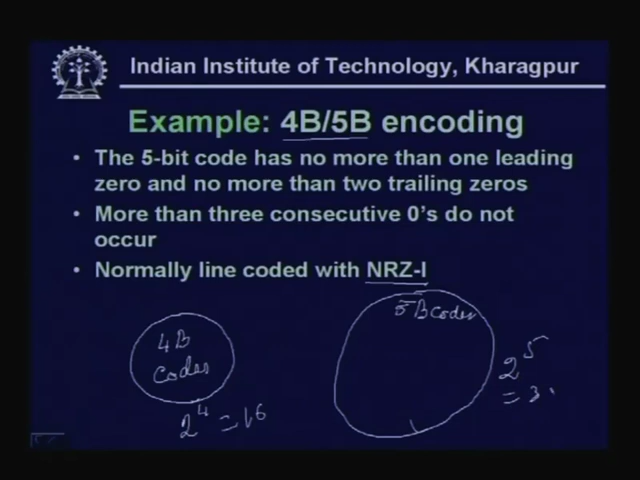 Indian Institute of Technology, Kharagpur
Example: 4B/5B encoding
• The 5-bit code has no more than one leading
zero and no more than two trailing zeros
• More than three consecutive 0's do not
occur
• Normally line coded with NRZ-I
4B
Codes
2^4 = 16
5B Codes
2^5
= 3